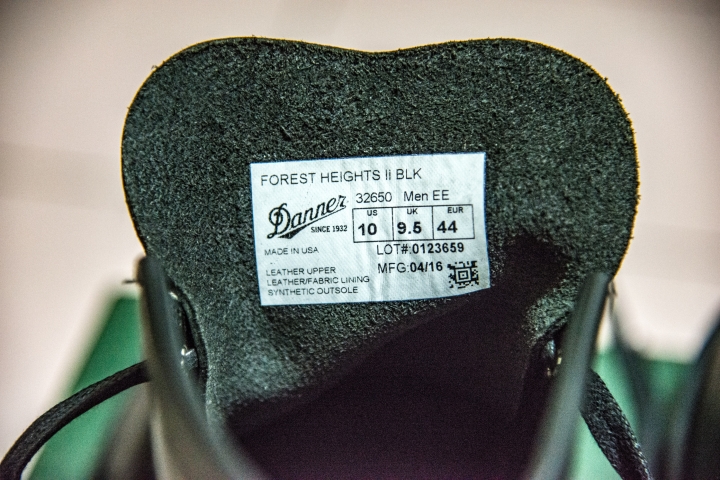 FOREST HEIGHTS Ii BLK
Danner
SINCE 1932
32650 Men EE
US UK EUR
10 9.5 44
MADE IN USA
LOT#:0123659
LEATHER UPPER
LEATHER/FABRIC LINING
SYNTHETIC OUTSOLE
MFG:04/16